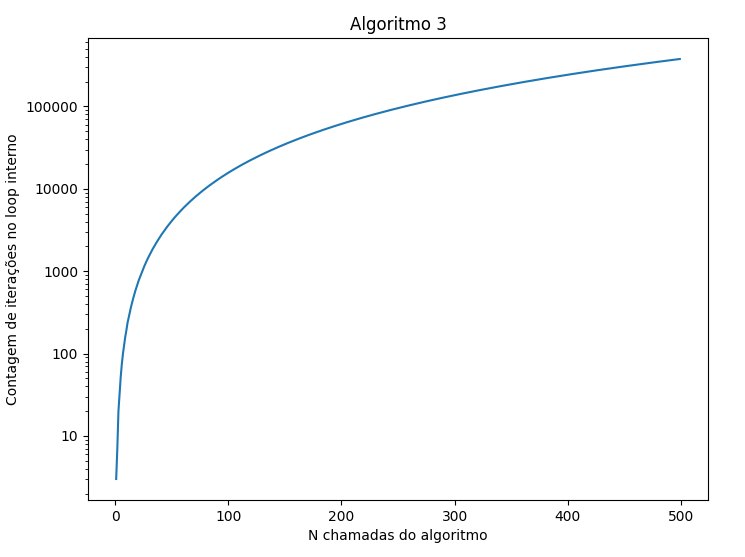 Algoritmo 3
Contagem de iterações no loop interno
100000
10000
1000
100
10
0 100 200 300 400 500
N chamadas do algoritmo